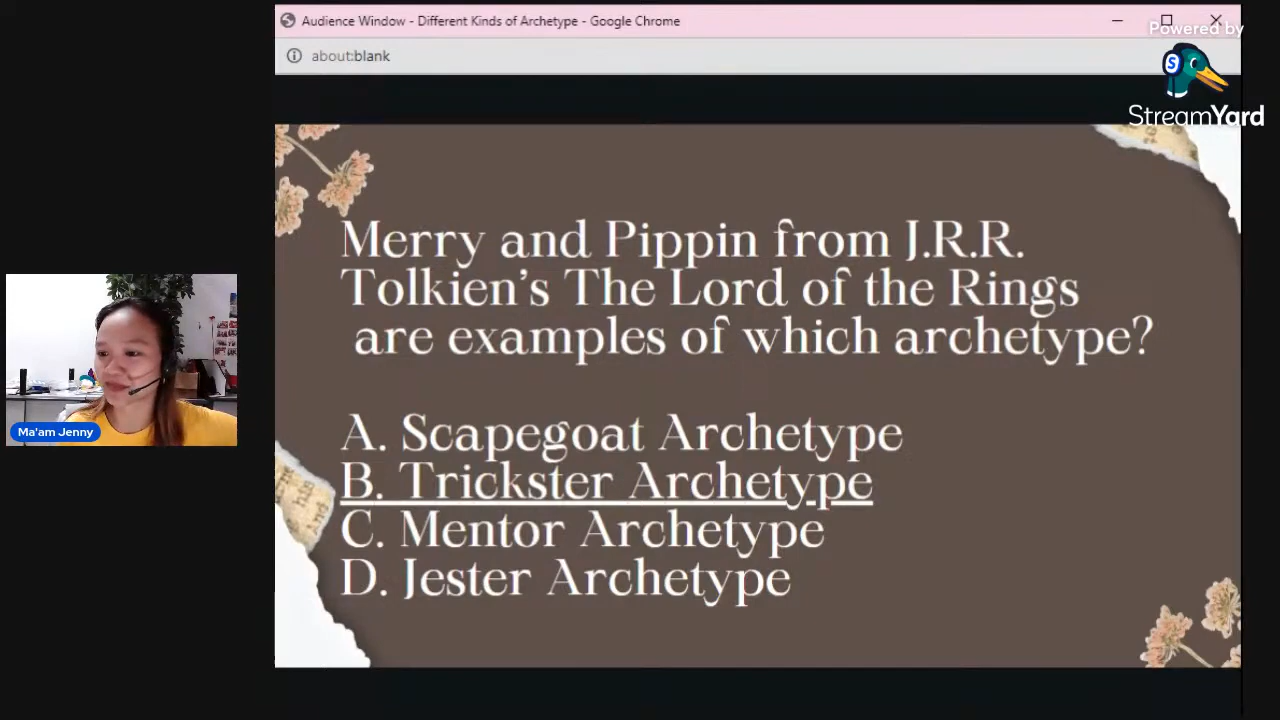 Audience Window - Different Kinds of Archetype - Google Chrome
about:blank
Powered by
S
StreamYard
Merry and Pippin from J.R.R.
Tolkien’s The Lord of the Rings
are examples of which archetype?
A. Scapegoat Archetype
B. Trickster Archetype
C. Mentor Archetype
D. Jester Archetype
Ma'am Jenny